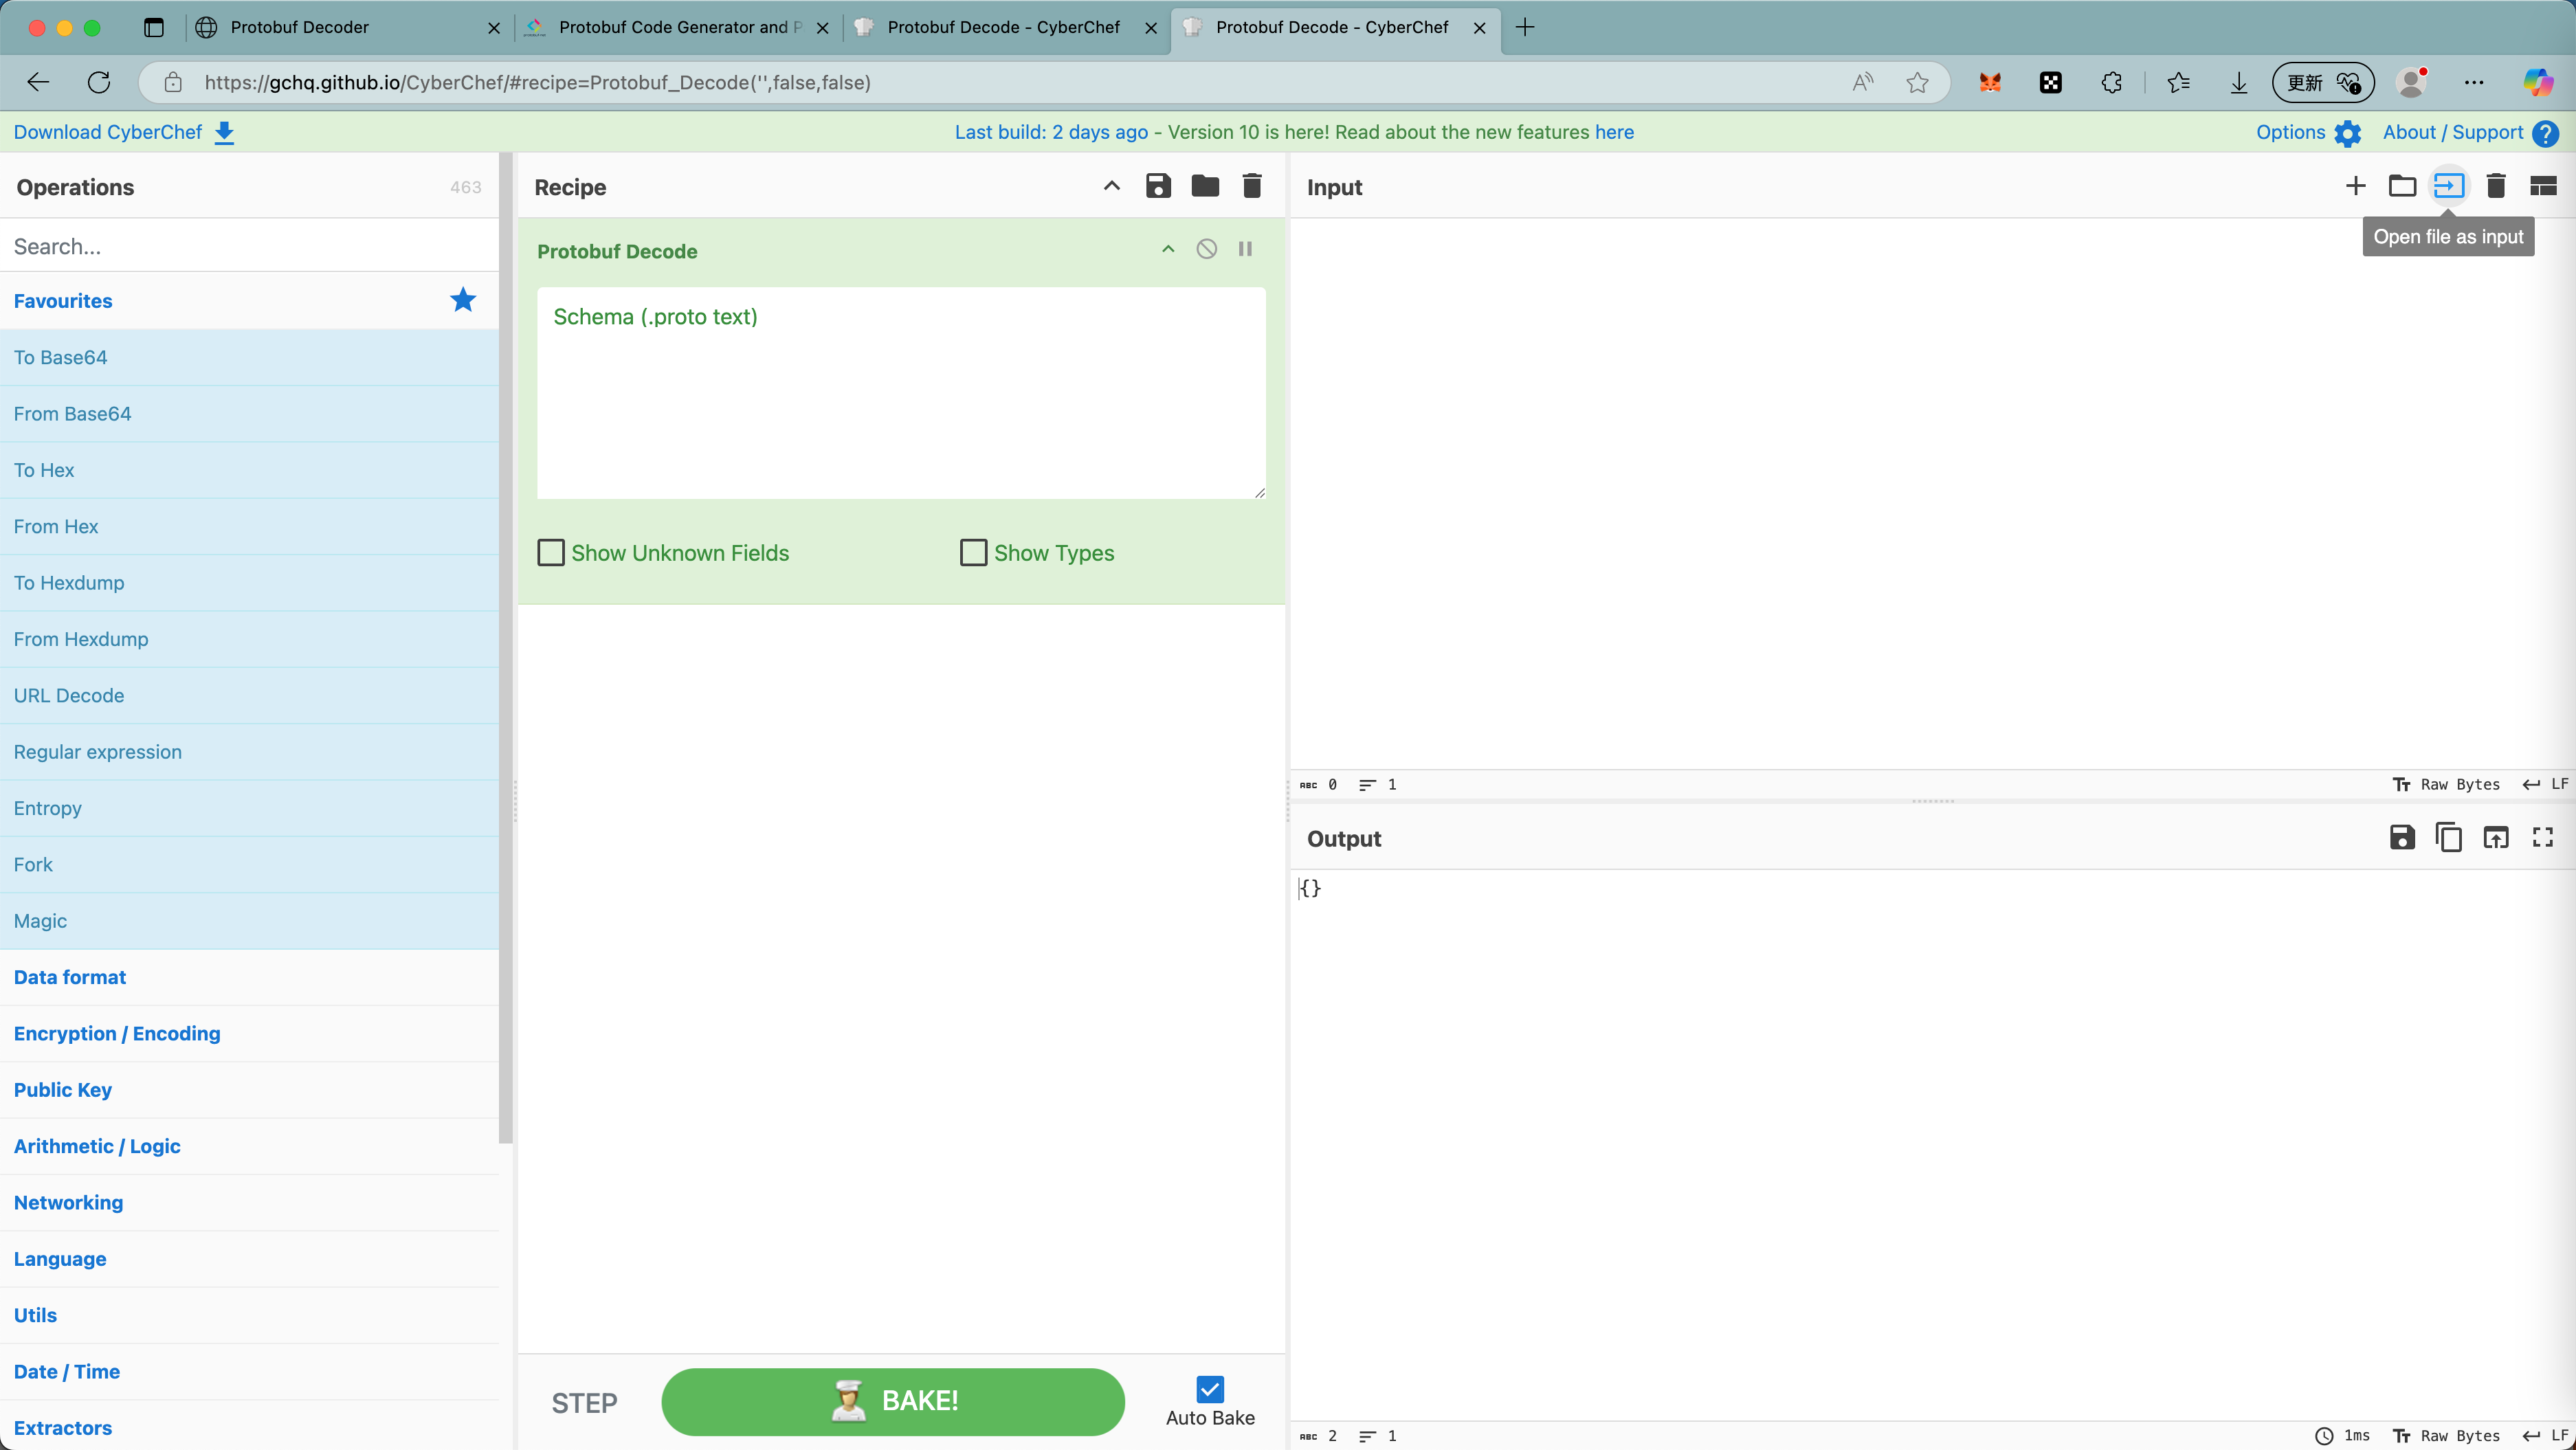 Protobuf Decoder
Protobuf Code Generator and P
Protobuf Decode - CyberChef
Protobuf Decode - CyberChef
https://gchq.github.io/CyberChef/#recipe=Protobuf_Decode('',false,false)
更新
Download CyberChef
Last build: 2 days ago - Version 10 is here! Read about the new features here
Options
About / Support
Operations
463
Search...
Favourites
To Base64
From Base64
To Hex
From Hex
To Hexdump
From Hexdump
URL Decode
Regular expression
Entropy
Fork
Magic
Data format
Encryption / Encoding
Public Key
Arithmetic / Logic
Networking
Language
Utils
Date / Time
Extractors
Recipe
Protobuf Decode
Schema (.proto text)
Show Unknown Fields
Show Types
STEP
BAKE!
Auto Bake
Input
Open file as input
ABC 0 1
Raw Bytes LF
Output
{}
ABC 2 1
1ms Raw Bytes LF